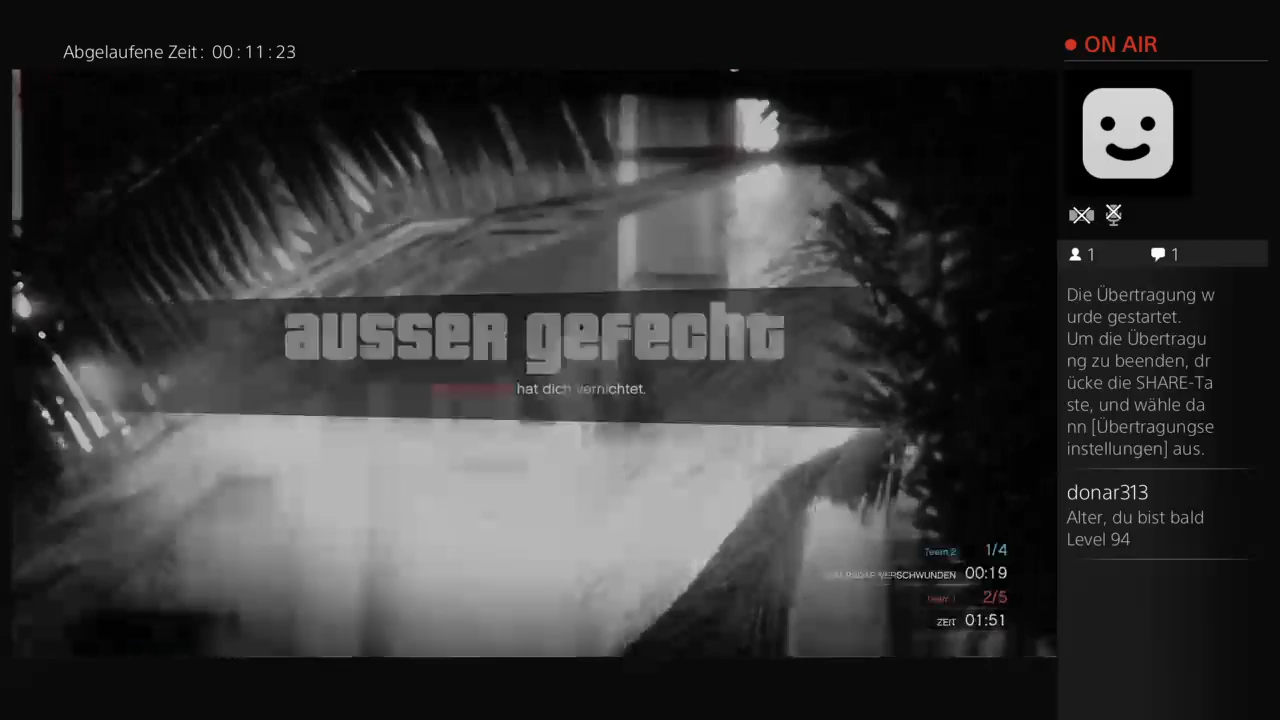 Abgelaufene Zeit: 00:11:23
ON AIR
1 1
ausser gefecht
hat dich vernichtet.
Die Übertragung w
urde gestartet.
Um die Übertragu
ng zu beenden, dr
ücke die SHARE-Ta
ste, und wähle da
nn [Übertragungse
instellungen] aus.
donar313
Alter, du bist bald
Level 94
Team 2 1/4
VERSCHWUNDEN 00:19
Team 1 2/5
ZEIT 01:51